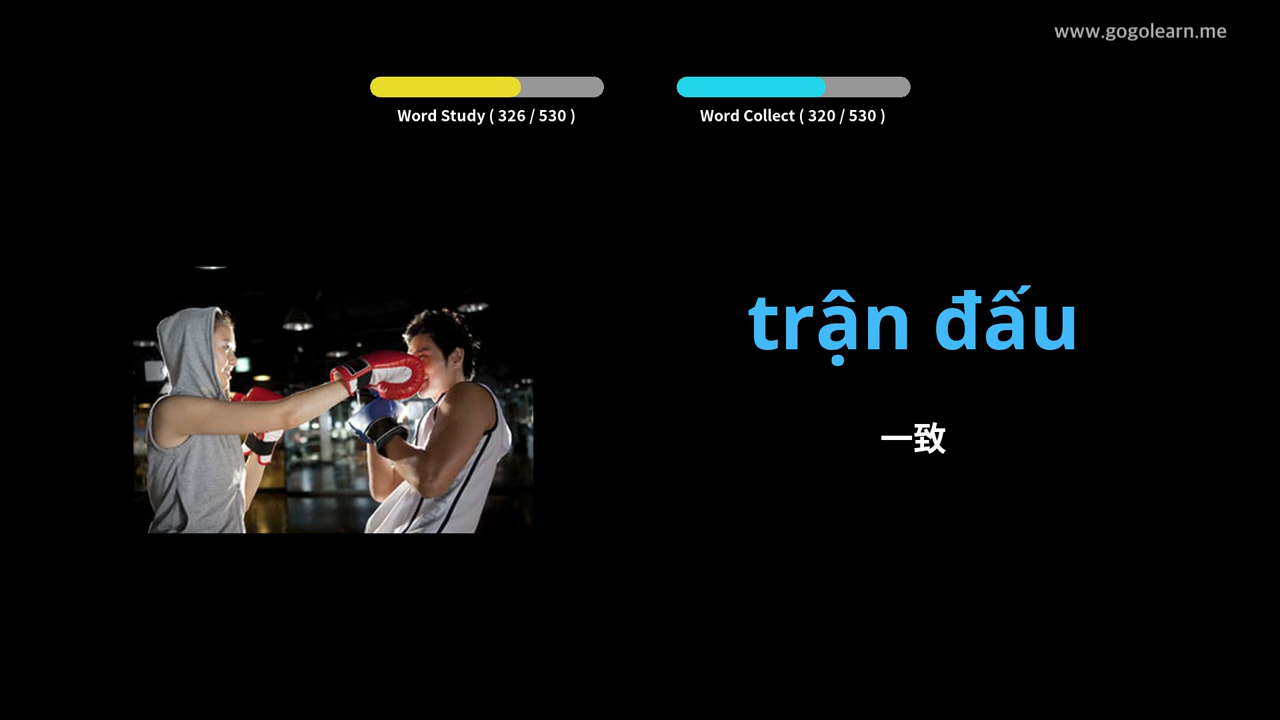 www.gogolearn.me
Word Study ( 326 / 530 )
Word Collect ( 320 / 530 )
trận đấu
一致